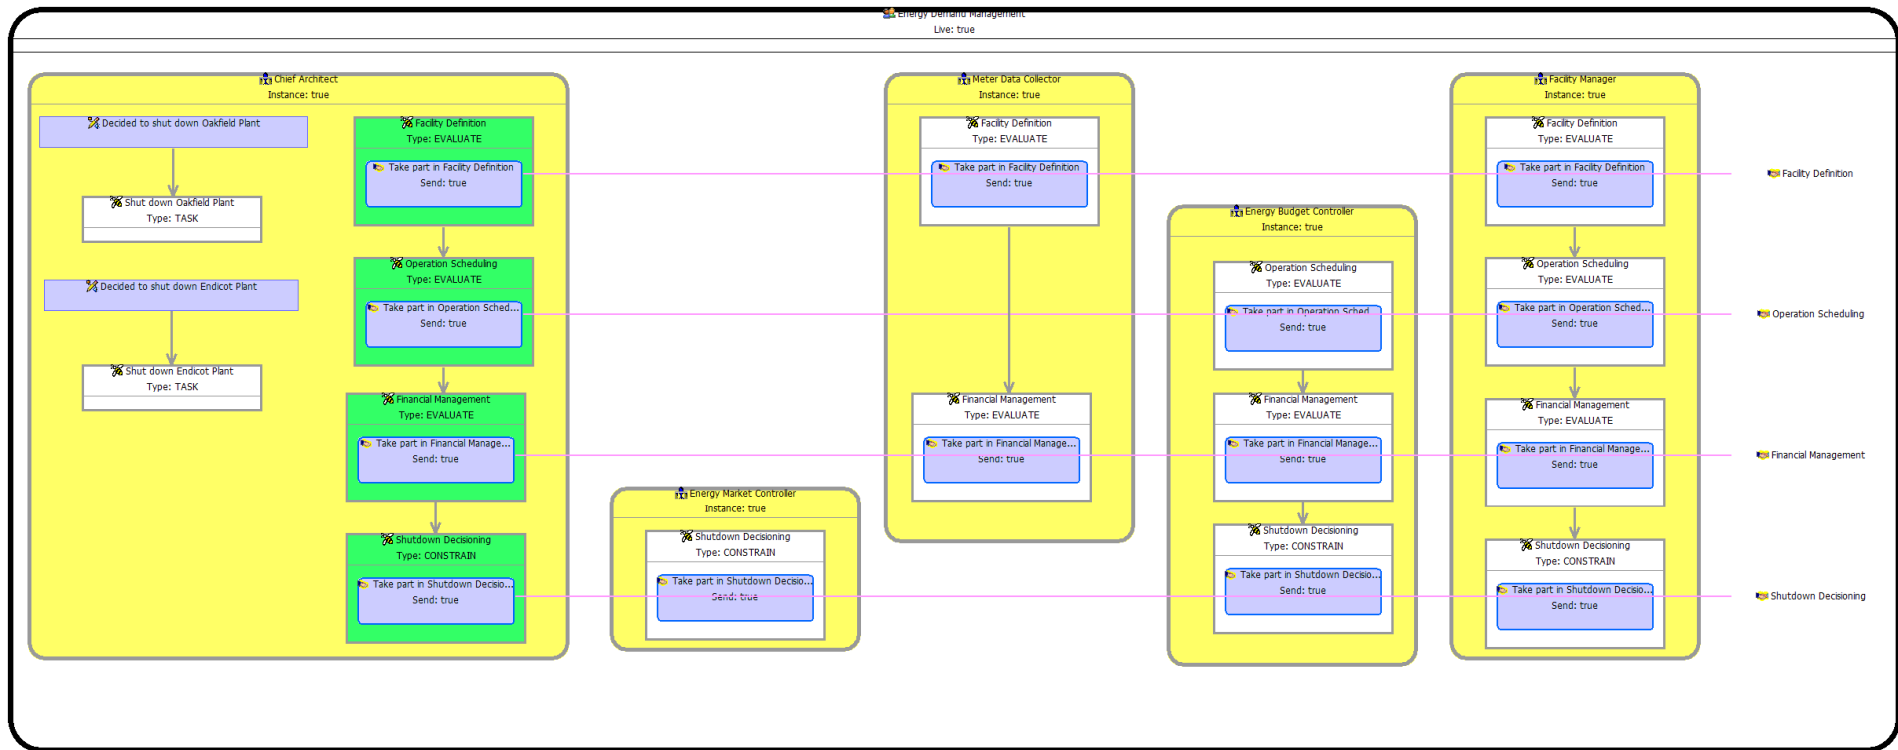 Energy Demand Management
Live: true
Chief Architect
Instance: true
Decided to shut down Oakfield Plant
Shut down Oakfield Plant
Type: TASK
Decided to shut down Endicot Plant
Shut down Endicot Plant
Type: TASK
Facility Definition
Type: EVALUATE
Take part in Facility Definition
Send: true
Operation Scheduling
Type: EVALUATE
Take part in Operation Sched...
Send: true
Financial Management
Type: EVALUATE
Take part in Financial Manage...
Send: true
Shutdown Decisioning
Type: CONSTRAIN
Take part in Shutdown Decisio...
Send: true
Energy Market Controller
Instance: true
Shutdown Decisioning
Type: CONSTRAIN
Take part in Shutdown Decisio...
Send: true
Meter Data Collector
Instance: true
Facility Definition
Type: EVALUATE
Take part in Facility Definition
Send: true
Financial Management
Type: EVALUATE
Take part in Financial Manage...
Send: true
Energy Budget Controller
Instance: true
Operation Scheduling
Type: EVALUATE
Take part in Operation Sched...
Send: true
Financial Management
Type: EVALUATE
Take part in Financial Manage...
Send: true
Shutdown Decisioning
Type: CONSTRAIN
Take part in Shutdown Decisio...
Send: true
Facility Manager
Instance: true
Facility Definition
Type: EVALUATE
Take part in Facility Definition
Send: true
Operation Scheduling
Type: EVALUATE
Take part in Operation Sched...
Send: true
Financial Management
Type: EVALUATE
Take part in Financial Manage...
Send: true
Shutdown Decisioning
Type: CONSTRAIN
Take part in Shutdown Decisio...
Send: true
Facility Definition
Operation Scheduling
Financial Management
Shutdown Decisioning